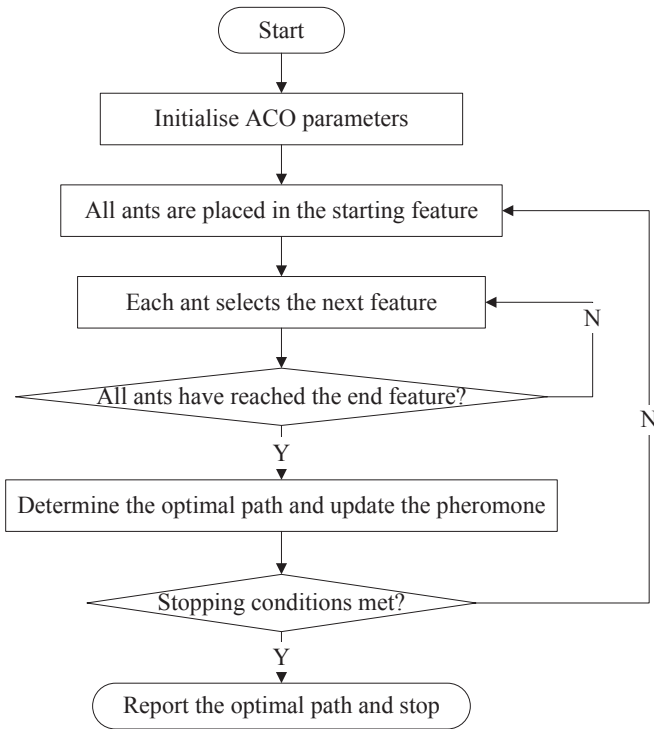 Start
Initialise ACO parameters
All ants are placed in the starting feature
Each ant selects the next feature
N
All ants have reached the end feature?
N
Y
Determine the optimal path and update the pheromone
Stopping conditions met?
Y
Report the optimal path and stop